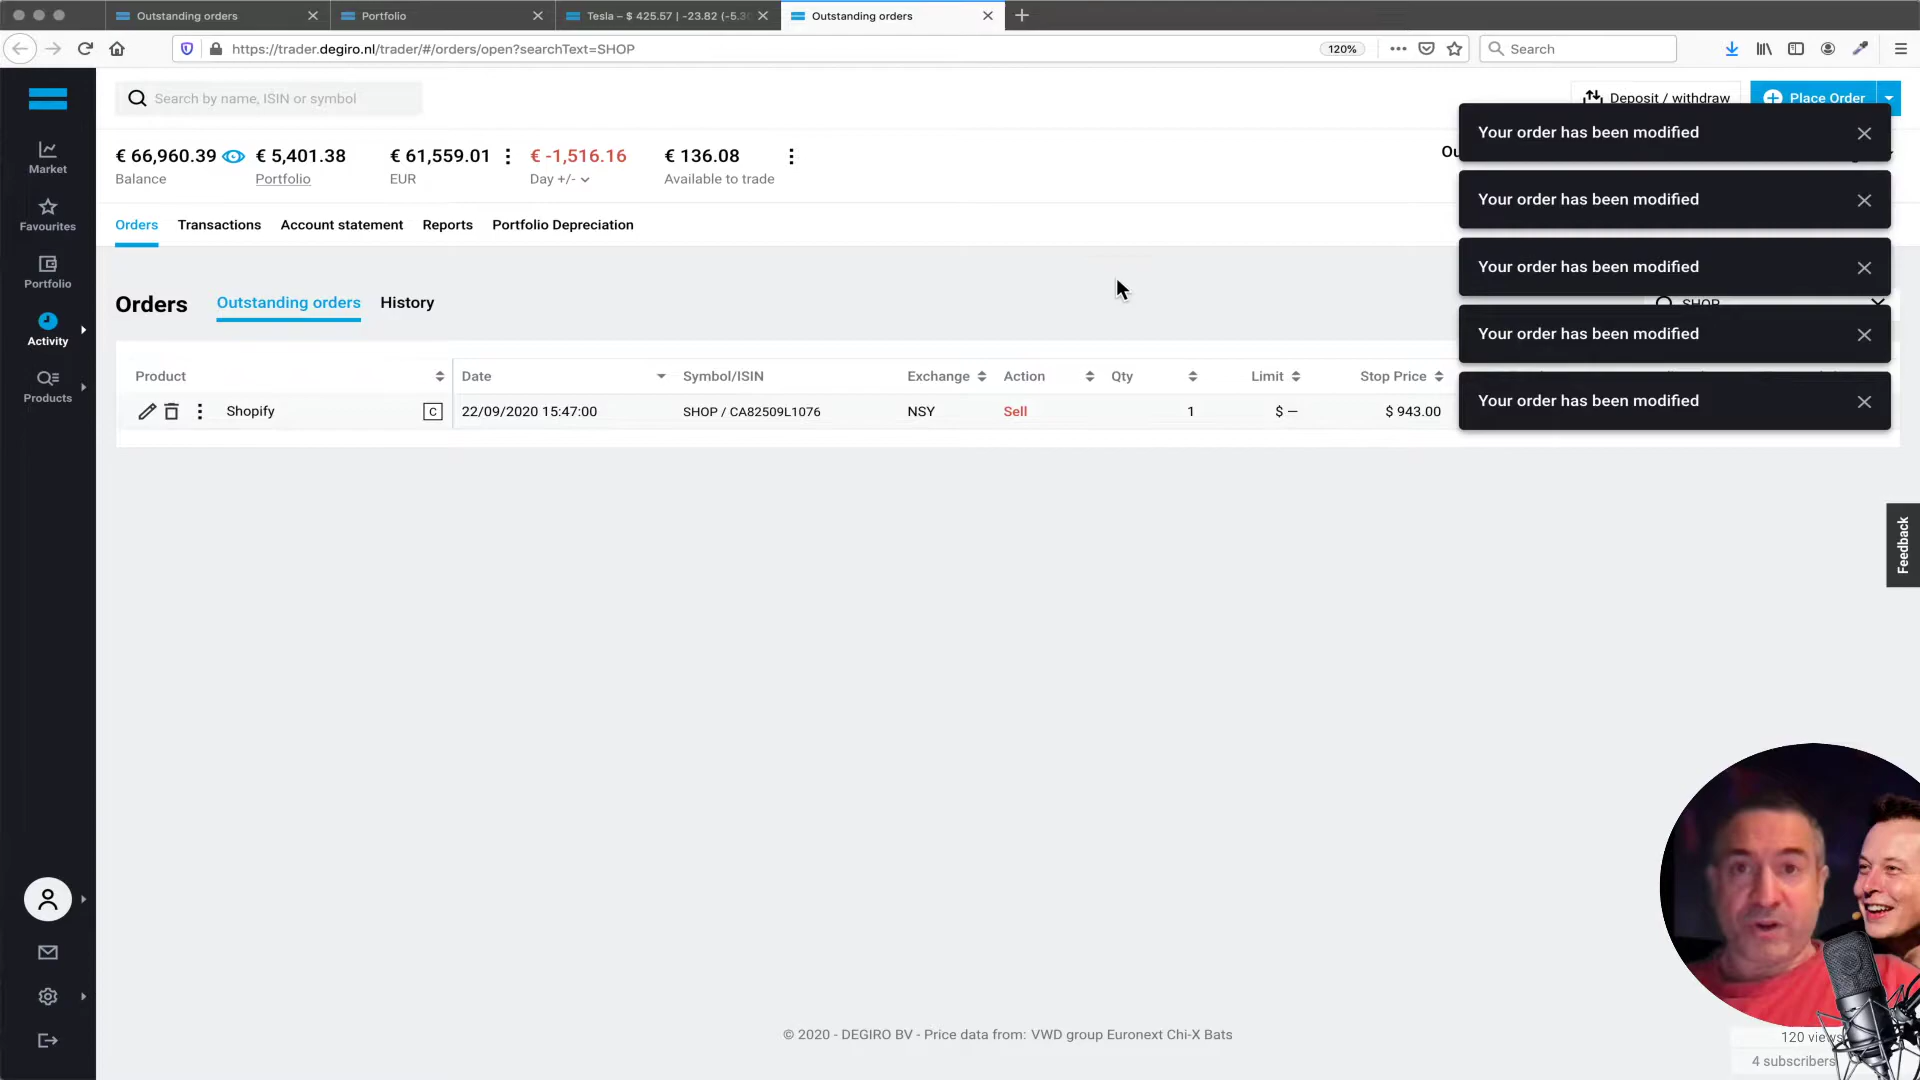 Outstanding orders
Portfolio
Tesla – $ 425.57 | -23.82 (-5.30
Outstanding orders
https://trader.degiro.nl/trader/#/orders/open?searchText=SHOP
120%
Search
Search by name, ISIN or symbol
Deposit / withdraw
Place Order
€ 66,960.39
€ 5,401.38
€ 61,559.01
€ -1,516.16
€ 136.08
Balance
Portfolio
EUR
Day +/-
Available to trade
Your order has been modified
Your order has been modified
Your order has been modified
Your order has been modified
Your order has been modified
Market
Favourites
Portfolio
Activity
Products
Orders
Transactions
Account statement
Reports
Portfolio Depreciation
Orders
Outstanding orders
History
SHOP
Product
Date
Symbol/ISIN
Exchange
Action
Qty
Limit
Stop Price
Shopify
C
22/09/2020 15:47:00
SHOP / CA82509L1076
NSY
Sell
1
$ —
$ 943.00
Feedback
© 2020 - DEGIRO BV - Price data from: VWD group Euronext Chi-X Bats
120 views
4 subscribers